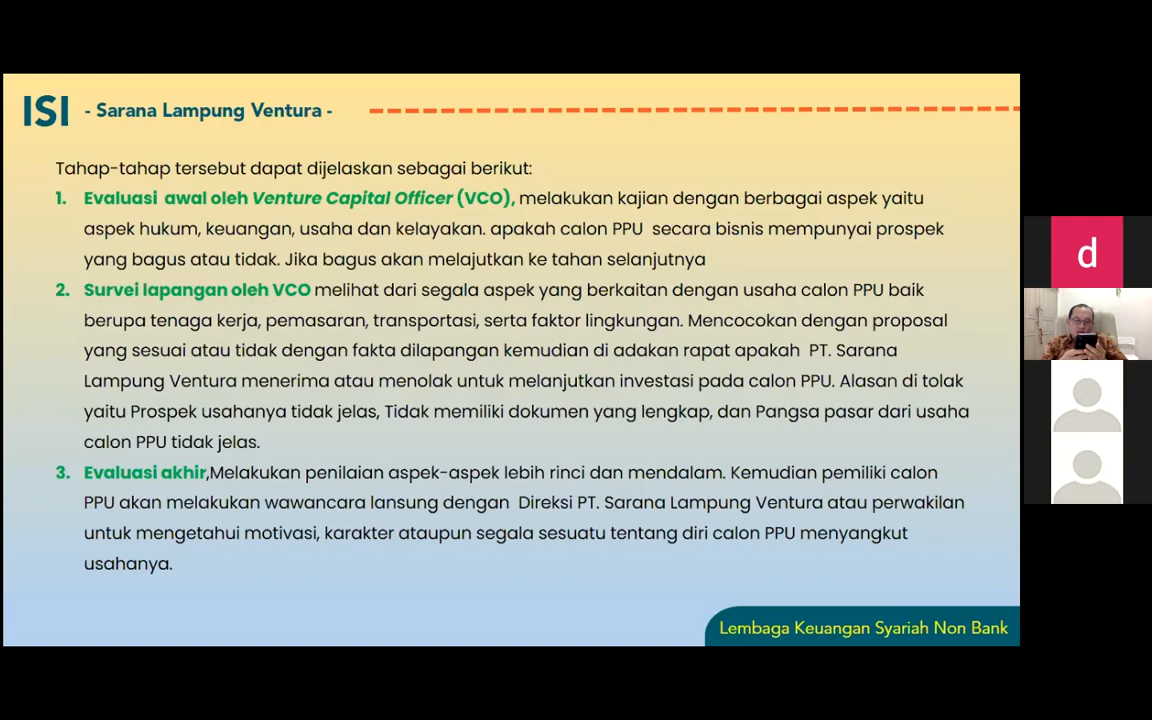 ISI - Sarana Lampung Ventura -
Tahap-tahap tersebut dapat dijelaskan sebagai berikut:
1. Evaluasi awal oleh Venture Capital Officer (VCO), melakukan kajian dengan berbagai aspek yaitu
aspek hukum, keuangan, usaha dan kelayakan. apakah calon PPU secara bisnis mempunyai prospek
yang bagus atau tidak. Jika bagus akan melajutkan ke tahan selanjutnya
2. Survei lapangan oleh VCO melihat dari segala aspek yang berkaitan dengan usaha calon PPU baik
berupa tenaga kerja, pemasaran, transportasi, serta faktor lingkungan. Mencocokan dengan proposal
yang sesuai atau tidak dengan fakta dilapangan kemudian di adakan rapat apakah PT. Sarana
Lampung Ventura menerima atau menolak untuk melanjutkan investasi pada calon PPU. Alasan di tolak
yaitu Prospek usahanya tidak jelas, Tidak memiliki dokumen yang lengkap, dan Pangsa pasar dari usaha
calon PPU tidak jelas.
3. Evaluasi akhir,Melakukan penilaian aspek-aspek lebih rinci dan mendalam. Kemudian pemiliki calon
PPU akan melakukan wawancara lansung dengan Direksi PT. Sarana Lampung Ventura atau perwakilan
untuk mengetahui motivasi, karakter ataupun segala sesuatu tentang diri calon PPU menyangkut
usahanya.
Lembaga Keuangan Syariah Non Bank
d